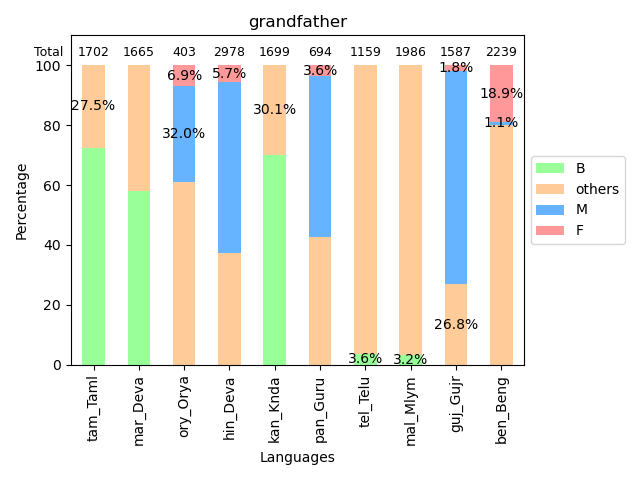 grandfather
Total 1702 1665 403 2978 1699 694 1159 1986 1587 2239
100
80
60
40
20
0
Percentage
27.5%
6.9%
32.0%
5.7%
30.1%
3.6%
3.6%
3.2%
1.8%
26.8%
18.9%
1.1%
B
others
M
F
tam_Taml
mar_Deva
ory_Orya
hin_Deva
kan_Knda
pan_Guru
tel_Telu
mal_Mlym
guj_Gujr
ben_Beng
Languages